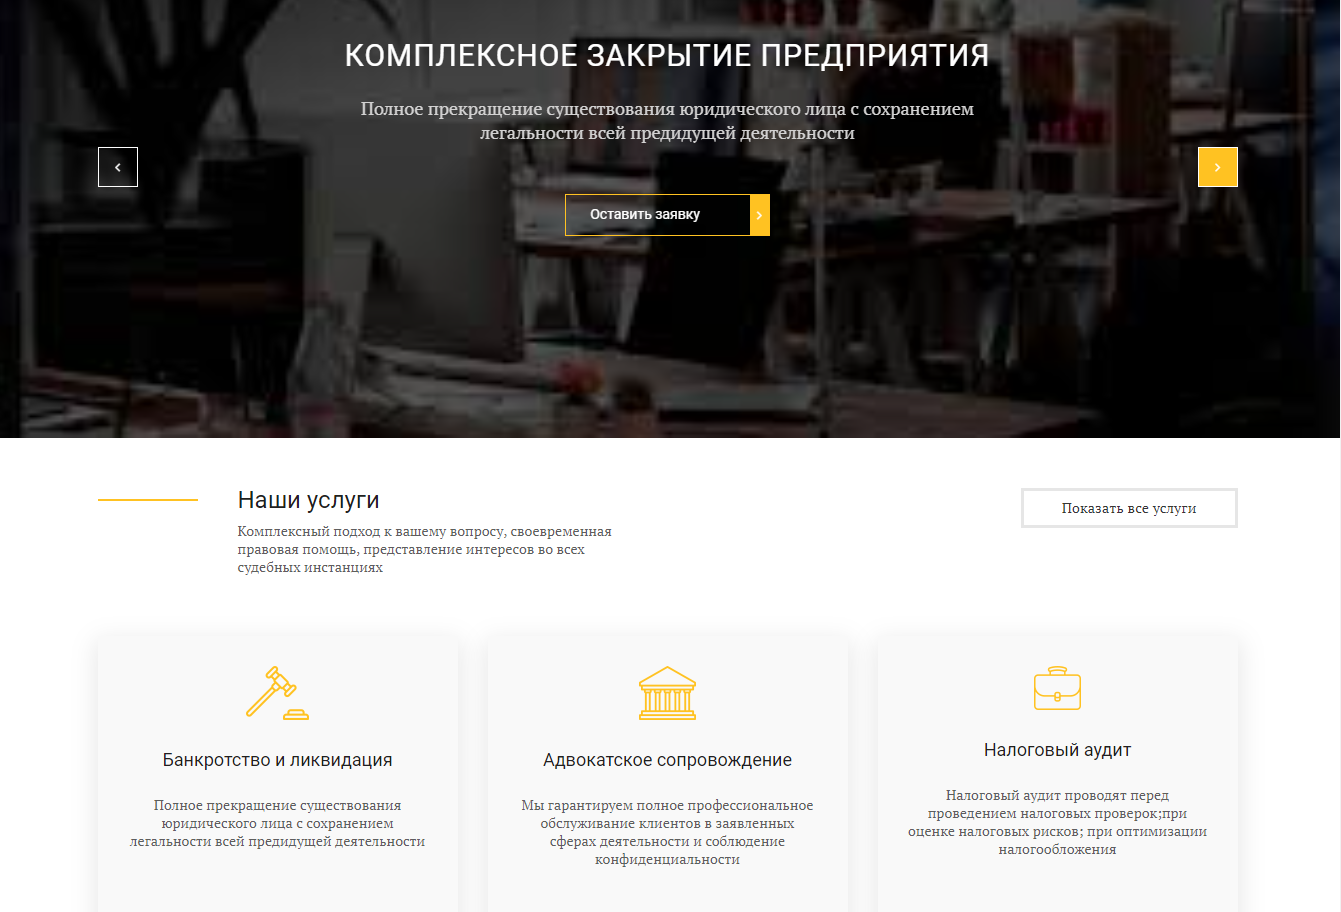 КОМПЛЕКСНОЕ ЗАКРЫТИЕ ПРЕДПРИЯТИЯ
Полное прекращение существования юридического лица с сохранением
легальности всей предидущей деятельности
Оставить заявку
Наши услуги
Показать все услуги
Комплексный подход к вашему вопросу, своевременная
правовая помощь, представление интересов во всех
судебных инстанциях
Банкротство и ликвидация
Полное прекращение существования
юридического лица с сохранением
легальности всей предидущей деятельности
Адвокатское сопровождение
Мы гарантируем полное профессиональное
обслуживание клиентов в заявленных
сферах деятельности и соблюдение
конфиденциальности
Налоговый аудит
Налоговый аудит проводят перед
проведением налоговых проверок;при
оценке налоговых рисков; при оптимизации
налогообложения